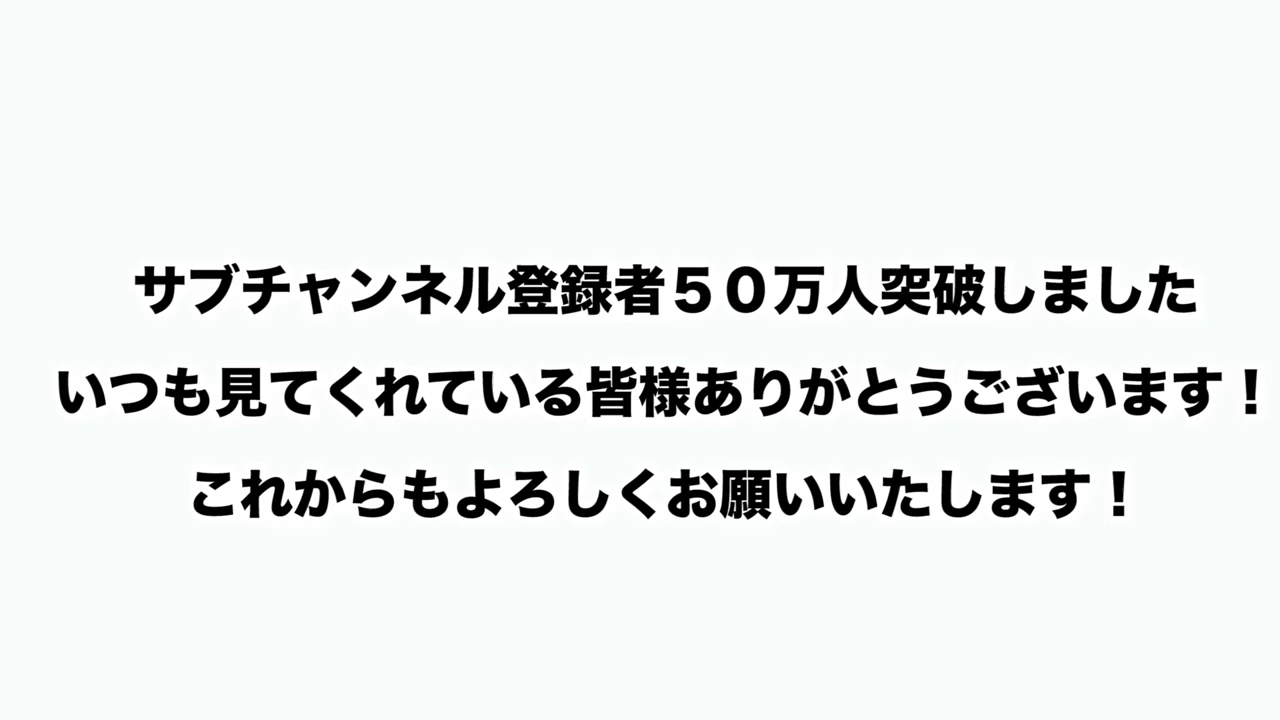 サブチャンネル登録者５０万人突破しました
いつも見てくれている皆様ありがとうございます！
これからもよろしくお願いいたします！